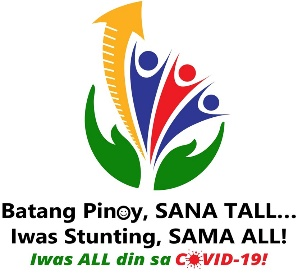 Batang Pinoy, SANA TALL...
Iwas Stunting, SAMA ALL!
Iwas ALL din sa COVID-19!